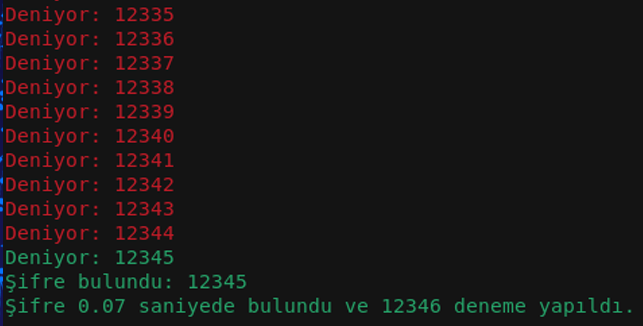 Deniyor: 12335
Deniyor: 12336
Deniyor: 12337
Deniyor: 12338
Deniyor: 12339
Deniyor: 12340
Deniyor: 12341
Deniyor: 12342
Deniyor: 12343
Deniyor: 12344
Deniyor: 12345
Şifre bulundu: 12345
Şifre 0.07 saniyede bulundu ve 12346 deneme yapıldı.